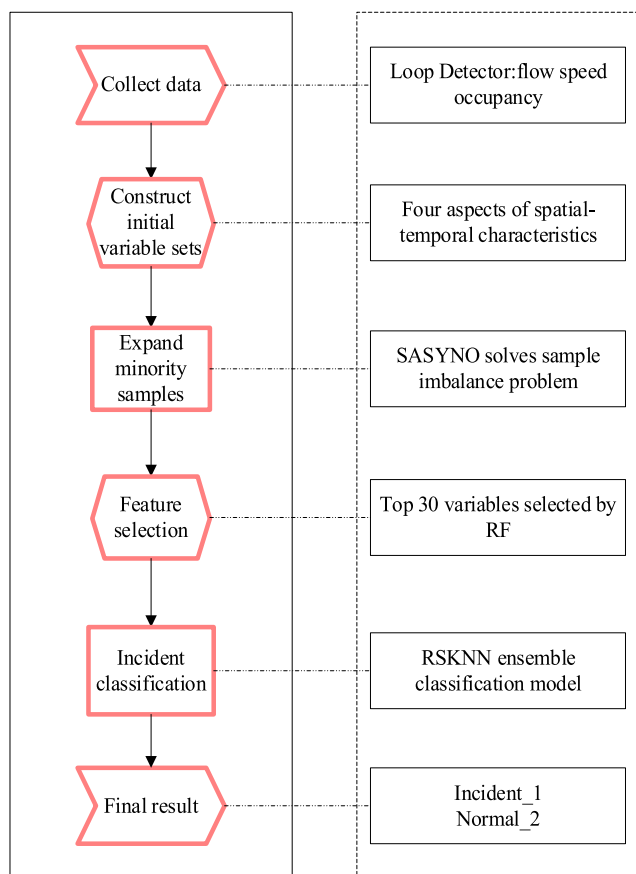 Collect data
Loop Detector:flow speed
occupancy
Construct
initial
variable sets
Four aspects of spatial-
temporal characteristics
Expand
minority
samples
SASYNO solves sample
imbalance problem
Feature
selection
Top 30 variables selected by
RF
Incident
classification
RSKNN ensemble
classification model
Final result
Incident_1
Normal_2